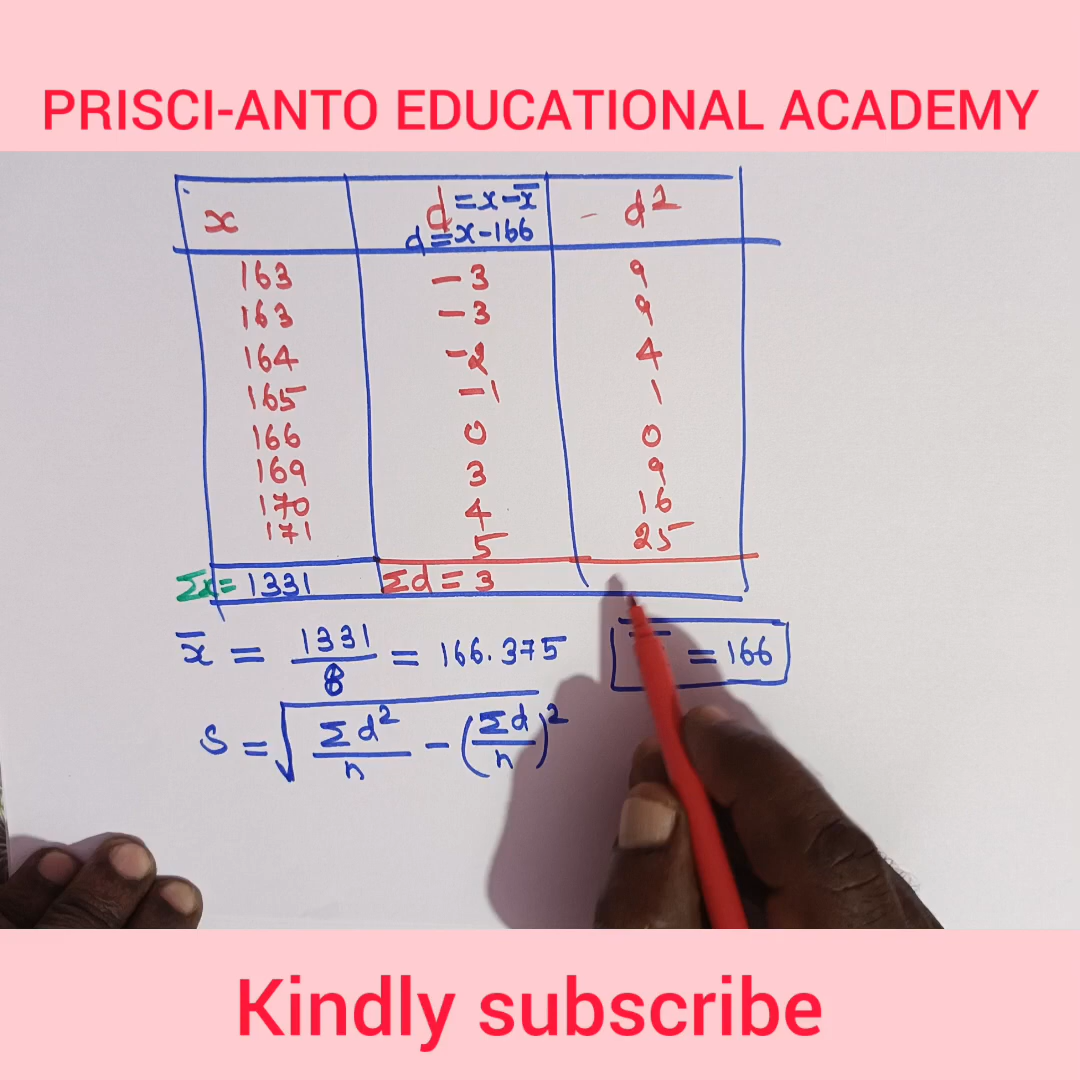 PRISCI-ANTO EDUCATIONAL ACADEMY
x d = x - x̄ - d²
d = x - 166
163 -3 9
163 -3 9
164 -2 4
165 -1 1
166 0 0
169 3 9
170 4 16
171 5 25
Σx = 1331 Σd = 3
x̄ = 1331/8 = 166.375 = 166
S = √Σd²/n - (Σd/n)²
Kindly subscribe